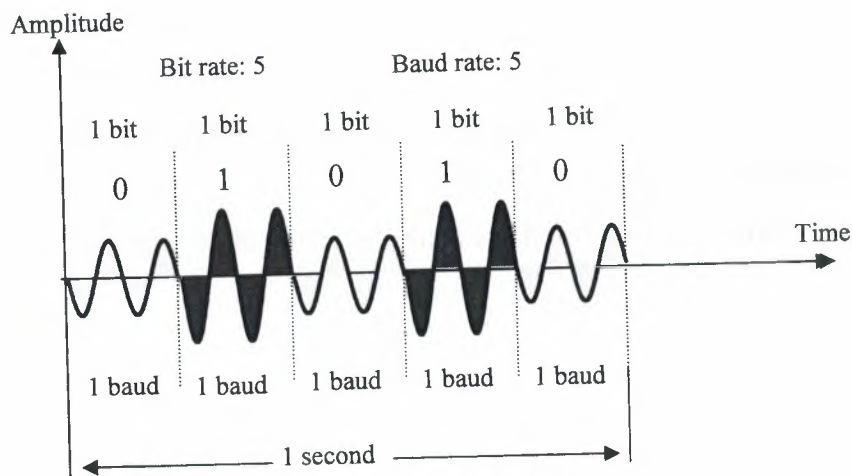 Amplitude
Bit rate: 5 Baud rate: 5
1 bit 1 bit 1 bit 1 bit 1 bit
0 1 0 1 0
Time
1 baud 1 baud 1 baud 1 baud 1 baud
1 second